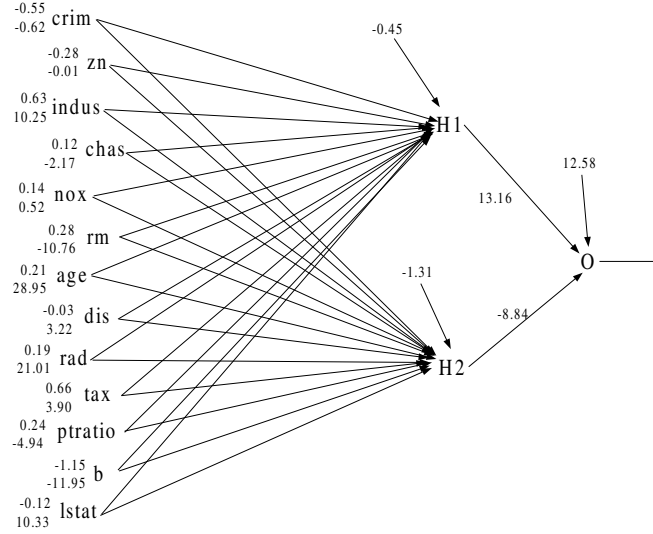 -0.55
-0.62 crim
-0.45
-0.28
-0.01 zn
0.63
10.25 indus
H1
0.12
-2.17 chas
12.58
0.14
0.52 nox
13.16
0.28
-10.76 rm
O
0.21
28.95 age
-1.31
-0.03
3.22 dis
-8.84
0.19
21.01 rad
H2
0.66
3.90 tax
0.24
-4.94 ptratio
-1.15
-11.95 b
-0.12
10.33 lstat